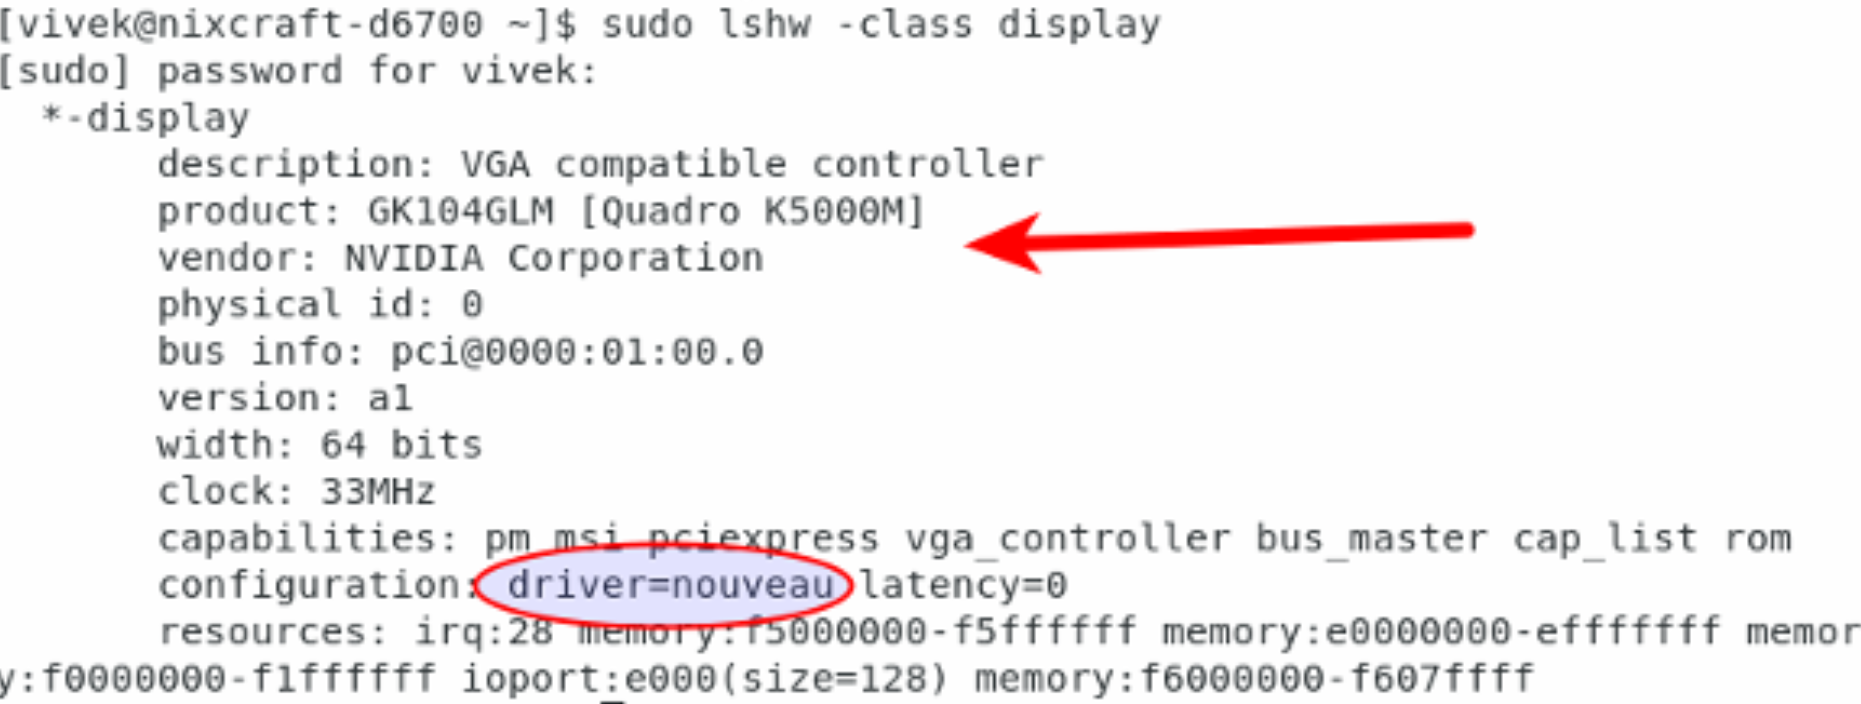 [vivek@nixcraft-d6700 ~]$ sudo lshw -class display
[sudo] password for vivek:
*-display
description: VGA compatible controller
product: GK104GLM [Quadro K5000M]
vendor: NVIDIA Corporation
physical id: 0
bus info: pci@0000:01:00.0
version: a1
width: 64 bits
clock: 33MHz
capabilities: pm msi pciexpress vga_controller bus_master cap_list rom
configuration: driver=nouveau latency=0
resources: irq:28 memory:f5000000-f5ffffff memory:e0000000-efffffff memor
y:f0000000-f1ffffff ioport:e000(size=128) memory:f6000000-f607ffff